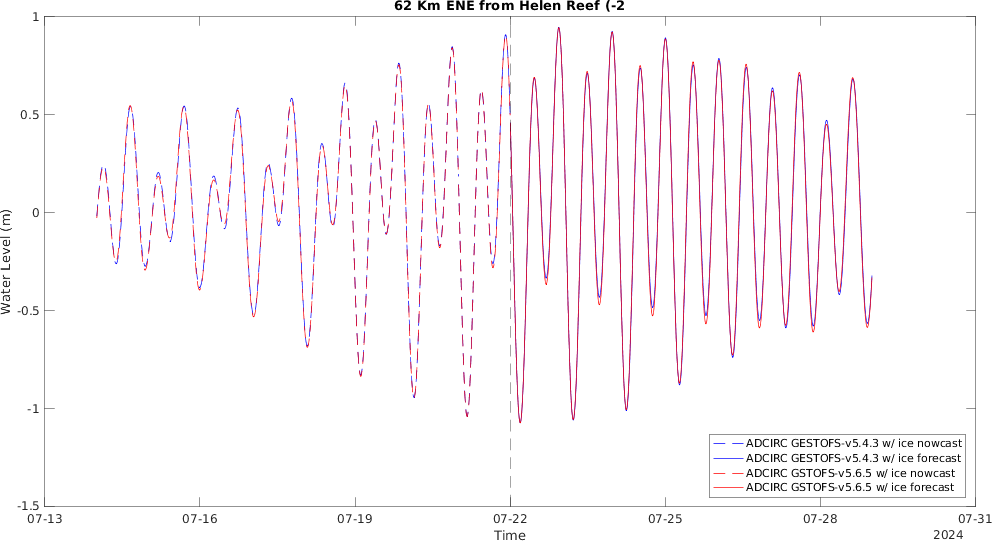 62 Km ENE from Helen Reef (-2
1
0.5
0
-0.5
-1
-1.5
Water Level (m)
07-13 07-16 07-19 07-22 07-25 07-28 07-31
Time
2024
ADCIRC GESTOFS-v5.4.3 w/ ice nowcast
ADCIRC GESTOFS-v5.4.3 w/ ice forecast
ADCIRC GSTOFS-v5.6.5 w/ ice nowcast
ADCIRC GSTOFS-v5.6.5 w/ ice forecast